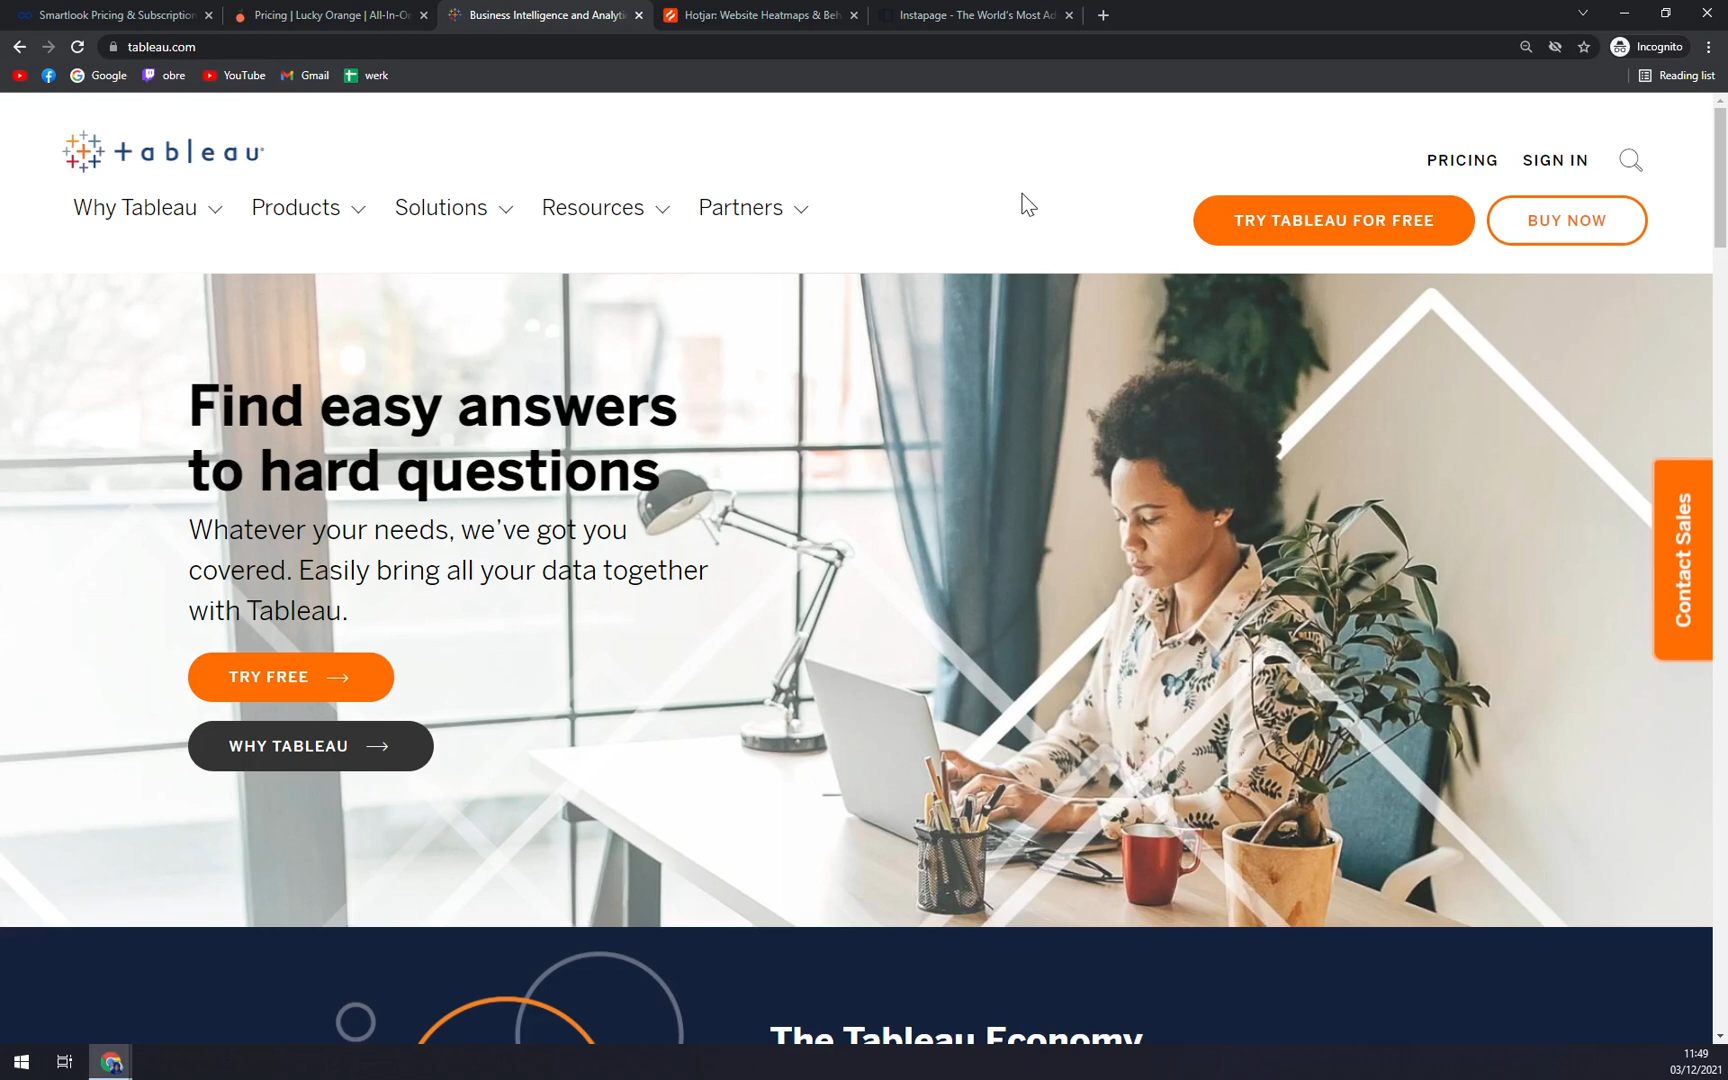 Smartlook Pricing & Subscription
Pricing | Lucky Orange | All-In-O
Business Intelligence and Analyti
Hotjar: Website Heatmaps & Beh
Instapage - The World's Most Ad
tableau.com
Incognito
Google
obre
YouTube
Gmail
werk
Reading list
+ableau
PRICING
SIGN IN
Why Tableau
Products
Solutions
Resources
Partners
TRY TABLEAU FOR FREE
BUY NOW
Find easy answers
to hard questions
Whatever your needs, we've got you
covered. Easily bring all your data together
with Tableau.
TRY FREE
WHY TABLEAU
Contact Sales
The Tableau Economy
11:49
03/12/2021